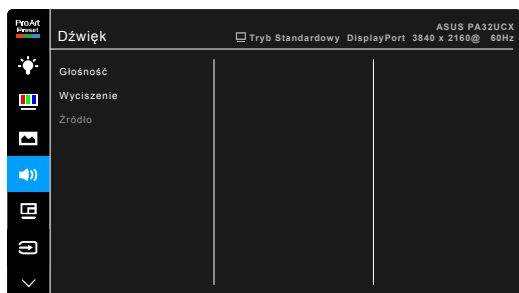 ProArt
Preset
Dźwięk
ASUS PA32UCX
Tryb Standardowy DisplayPort 3840 x 2160@ 60Hz
Głośność
Wyciszenie
Źródło